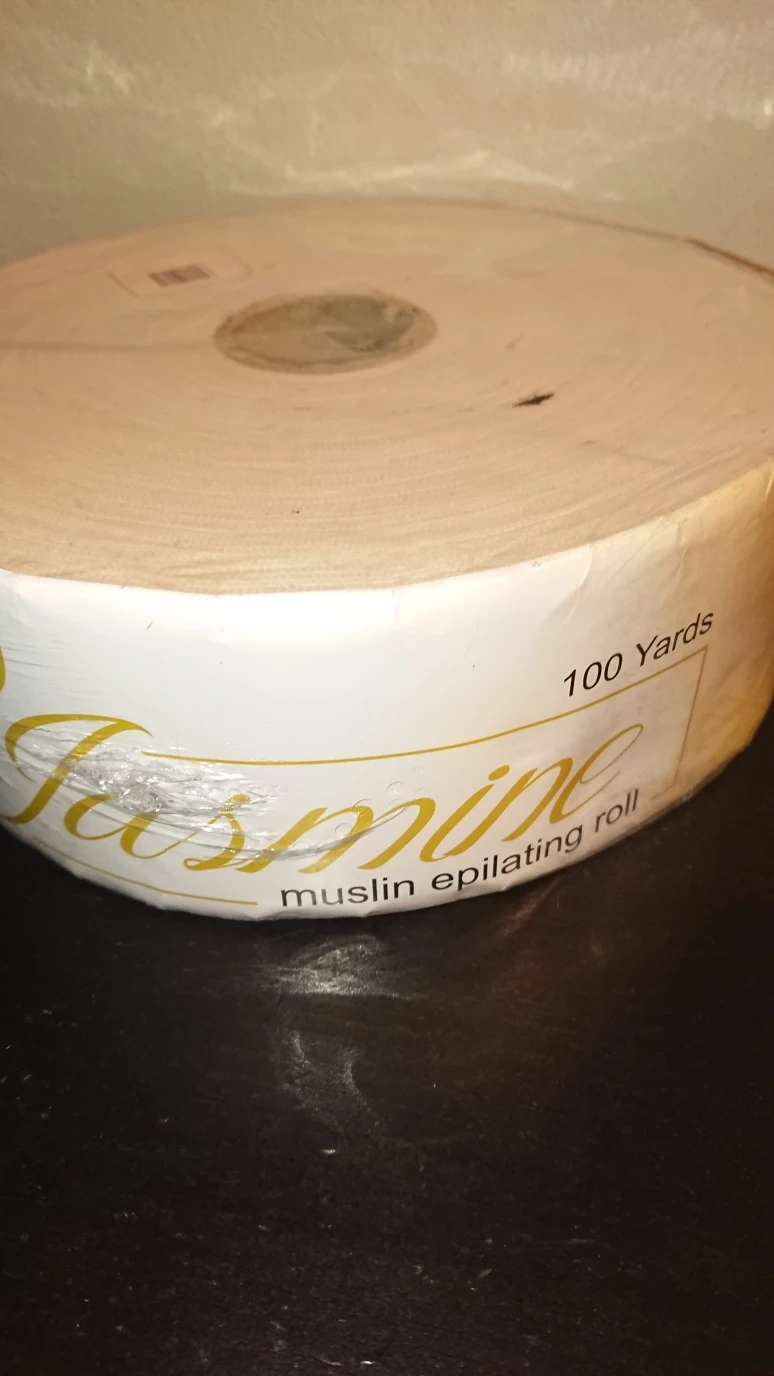 100 Yards
Jasmine
muslin epilating roll